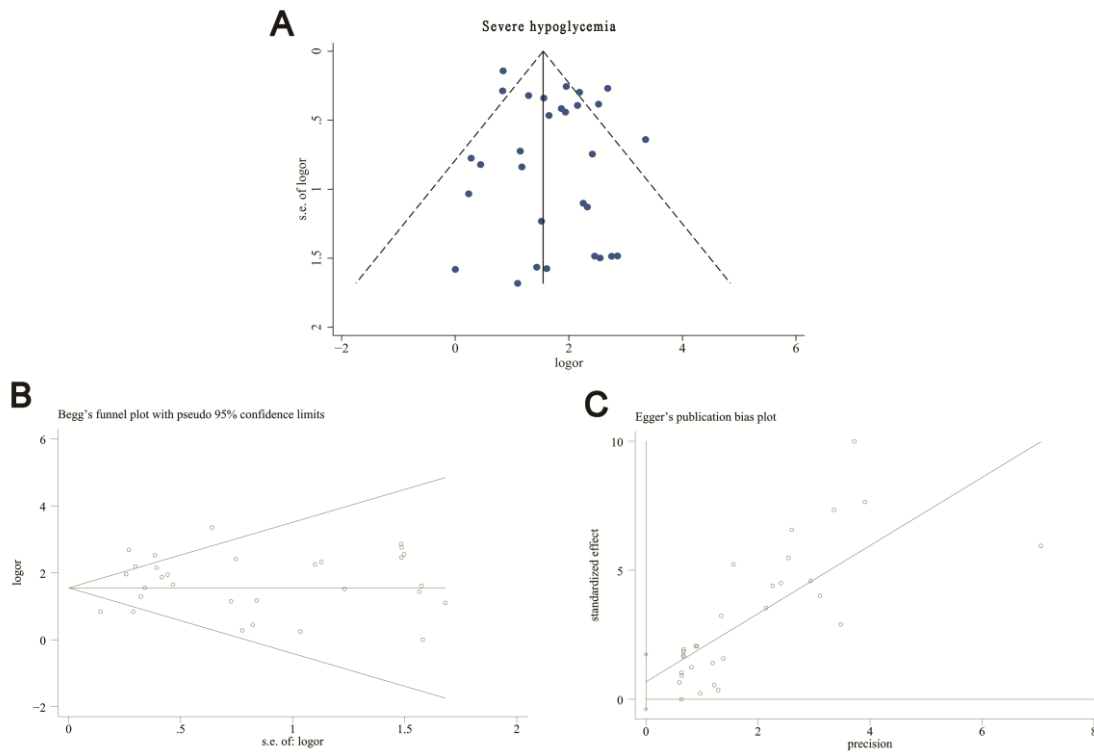 A
Severe hypoglycemia
0
.5
1
1.5
2
s.e. of logor
−2
0
2
4
6
logor
B
Begg's funnel plot with pseudo 95% confidence limits
6
4
2
0
−2
logor
0
.5
1
1.5
2
s.e. of: logor
C
Egger's publication bias plot
10
5
0
standardized effect
0
2
4
6
8
precision